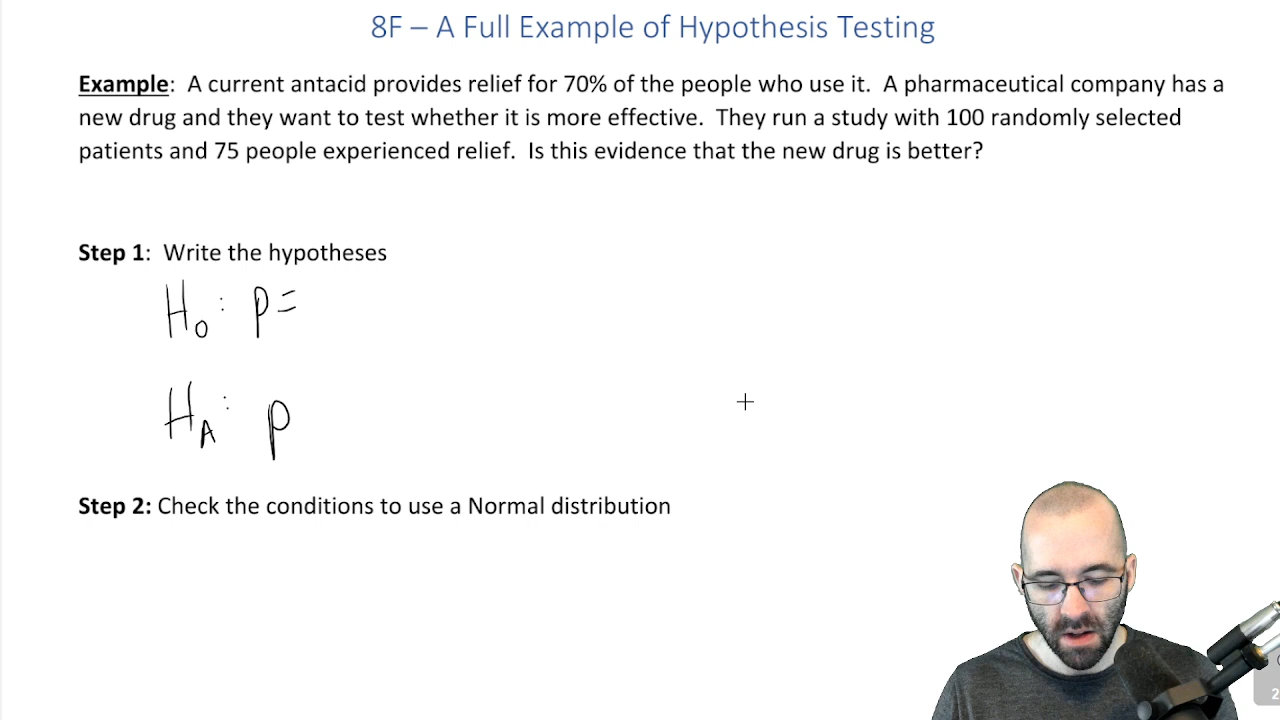 8F – A Full Example of Hypothesis Testing
Example: A current antacid provides relief for 70% of the people who use it. A pharmaceutical company has a
new drug and they want to test whether it is more effective. They run a study with 100 randomly selected
patients and 75 people experienced relief. Is this evidence that the new drug is better?
Step 1: Write the hypotheses
H₀: p=
H_A: p
Step 2: Check the conditions to use a Normal distribution
2